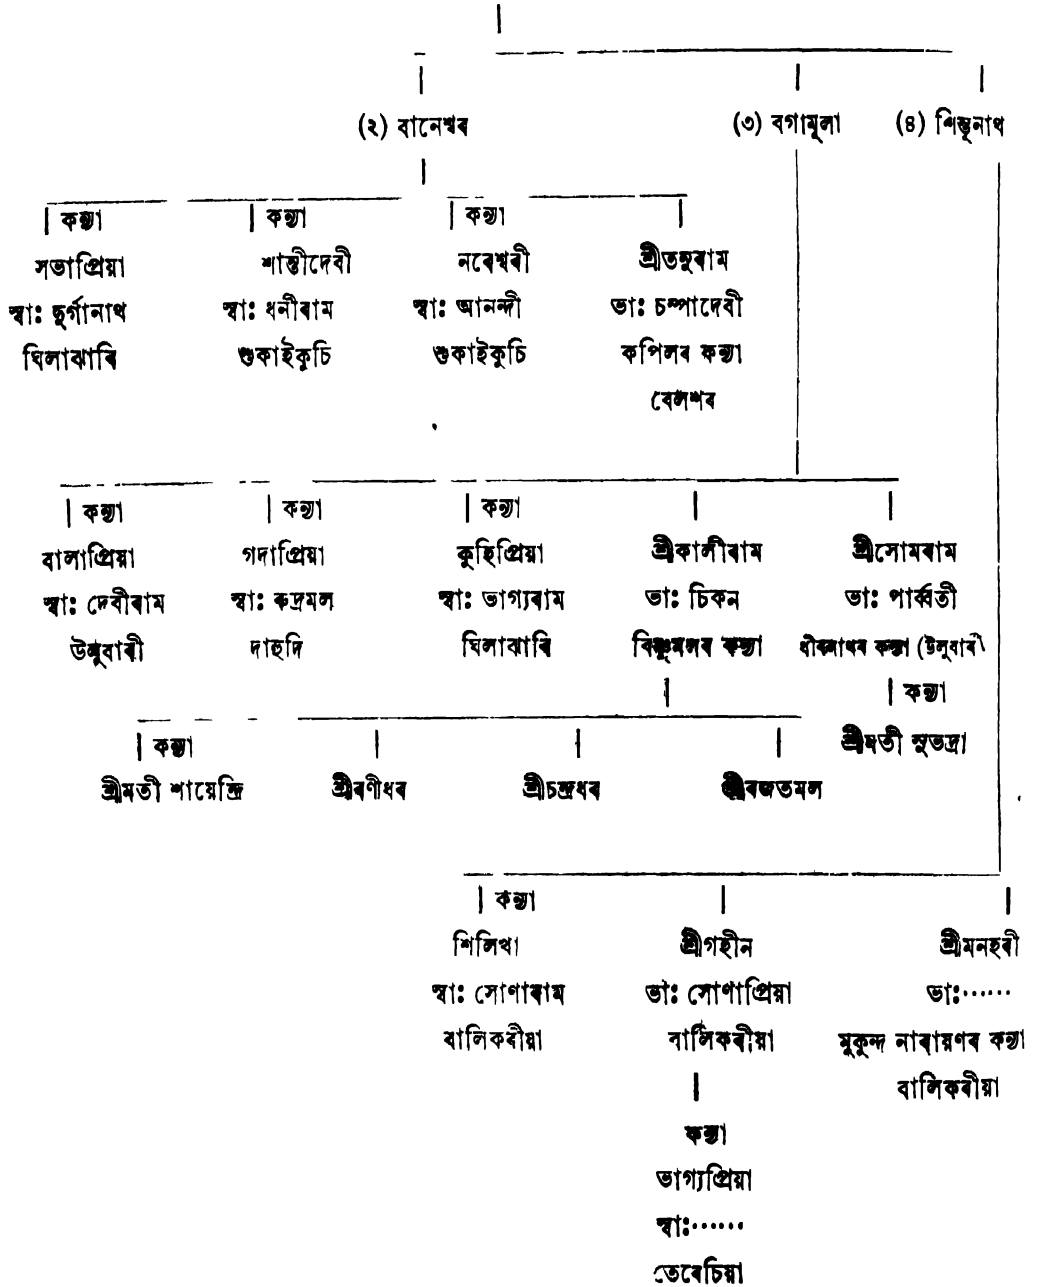 (২) বানেশ্বৰ (৩) বগামূলা (৪) শিম্ভূনাথ
কন্যা কন্যা কন্যা
সভাপ্ৰিয়া শান্তীদেবী নৰেশ্বৰী শ্ৰীতনুৰাম
স্বা: দুৰ্গানাথ স্বা: ধনীৰাম স্বা: আনন্দী ভা: চম্পাদেবী
ঘিলাঝাৰি শুকাইকুচি শুকাইকুচি কপিলৰ কন্যা
বেলশৰ
কন্যা কন্যা কন্যা
বালাপ্ৰিয়া গদাপ্ৰিয়া কুহিপ্ৰিয়া শ্ৰীকালীৰাম শ্ৰীসোমৰাম
স্বা: দেবীৰাম স্বা: ৰুদ্ৰমল স্বা: ভাগ্যৰাম ভা: চিকন ভা: পাৰ্ব্বতী
উলুবাৰী দাহুদি ঘিলাঝাৰি বিষ্ণুমলৰ কন্যা কন্যা (উলুবাৰী
কন্যা
কন্যা শ্ৰীমতী সুভদ্ৰা
শ্ৰীমতী শায়েন্দ্ৰি শ্ৰীৰণীধৰ শ্ৰীচন্দ্ৰধৰ শ্ৰীৰজতমল
কন্যা
শিলিথা শ্ৰীগহীন শ্ৰীমনহৰী
স্বা: সোণাৰাম ভা: সোণাপ্ৰিয়া ভা:······
বালিকৰীয়া বালিকৰীয়া মুকুন্দ নাৰায়ণৰ কন্যা
বালিকৰীয়া
কন্যা
ভাগ্যপ্ৰিয়া
স্বা:······
তেৰেচিয়া